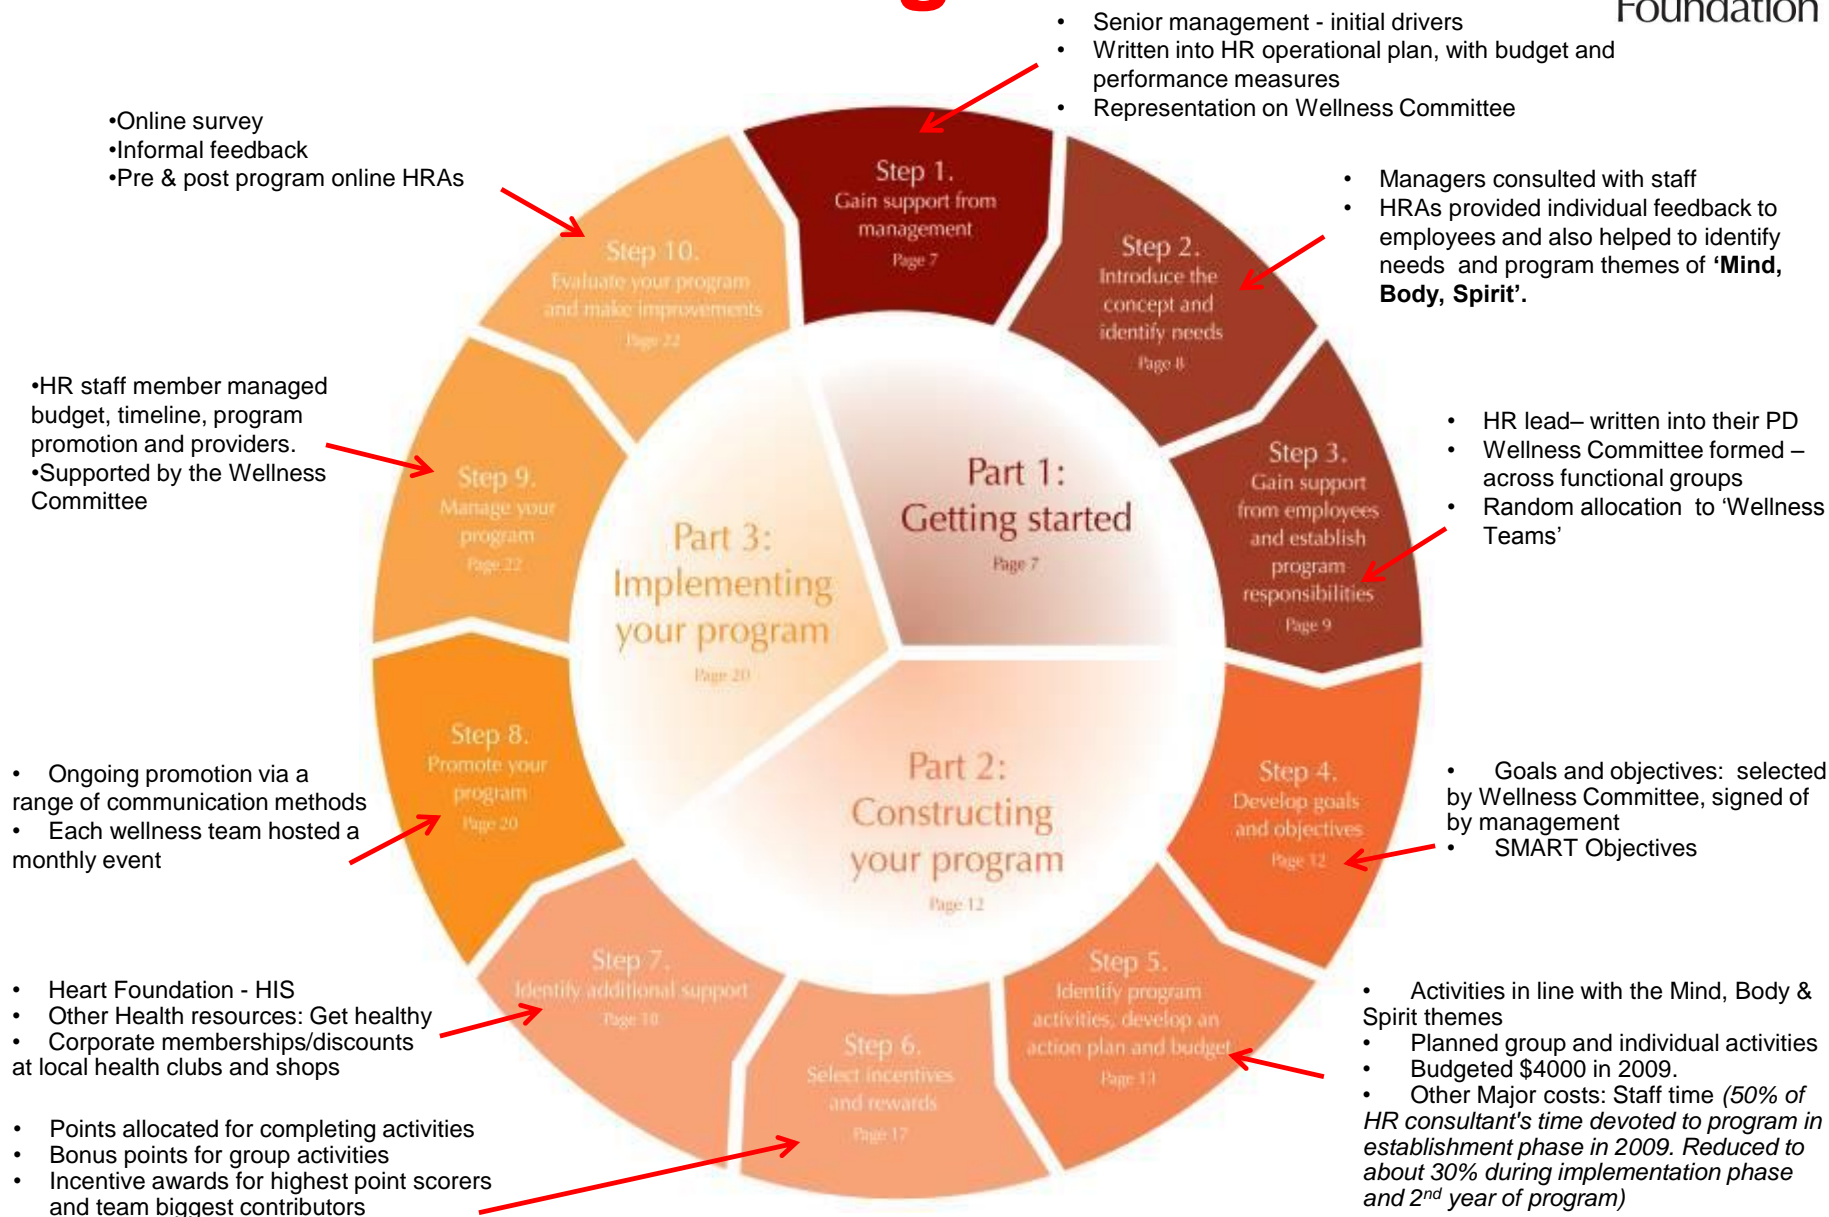 Foundation
• Senior management - initial drivers
• Written into HR operational plan, with budget and
performance measures
• Representation on Wellness Committee
•Online survey
•Informal feedback
•Pre & post program online HRAs
• Managers consulted with staff
• HRAs provided individual feedback to
employees and also helped to identify
needs and program themes of ‘Mind,
Body, Spirit’.
•HR staff member managed
budget, timeline, program
promotion and providers.
•Supported by the Wellness
Committee
• HR lead– written into their PD
• Wellness Committee formed –
across functional groups
• Random allocation to ‘Wellness
Teams’
• Ongoing promotion via a
range of communication methods
• Each wellness team hosted a
monthly event
• Goals and objectives: selected
by Wellness Committee, signed of
by management
• SMART Objectives
• Heart Foundation - HIS
• Other Health resources: Get healthy
• Corporate memberships/discounts
at local health clubs and shops
• Activities in line with the Mind, Body &
Spirit themes
• Planned group and individual activities
• Budgeted $4000 in 2009.
• Other Major costs: Staff time (50% of
HR consultant's time devoted to program in
establishment phase in 2009. Reduced to
about 30% during implementation phase
and 2nd year of program)
• Points allocated for completing activities
• Bonus points for group activities
• Incentive awards for highest point scorers
and team biggest contributors
Step 1.
Gain support from
management
Page 7
Step 2.
Introduce the
concept and
identify needs
Page 8
Step 3.
Gain support
from employees
and establish
program
responsibilities
Page 9
Step 4.
Develop goals
and objectives
Page 12
Step 5.
Identify program
activities, develop an
action plan and budget
Page 13
Step 6.
Select incentives
and rewards
Page 17
Step 7.
Identify additional support
Page
Step 8.
Promote your
program
Page 20
Step 9.
Manage your
program
Page 22
Step 10.
Evaluate your program
and make improvements
Page 22
Part 1:
Getting started
Page 7
Part 2:
Constructing
your program
Page 12
Part 3:
Implementing
your program
Page 20